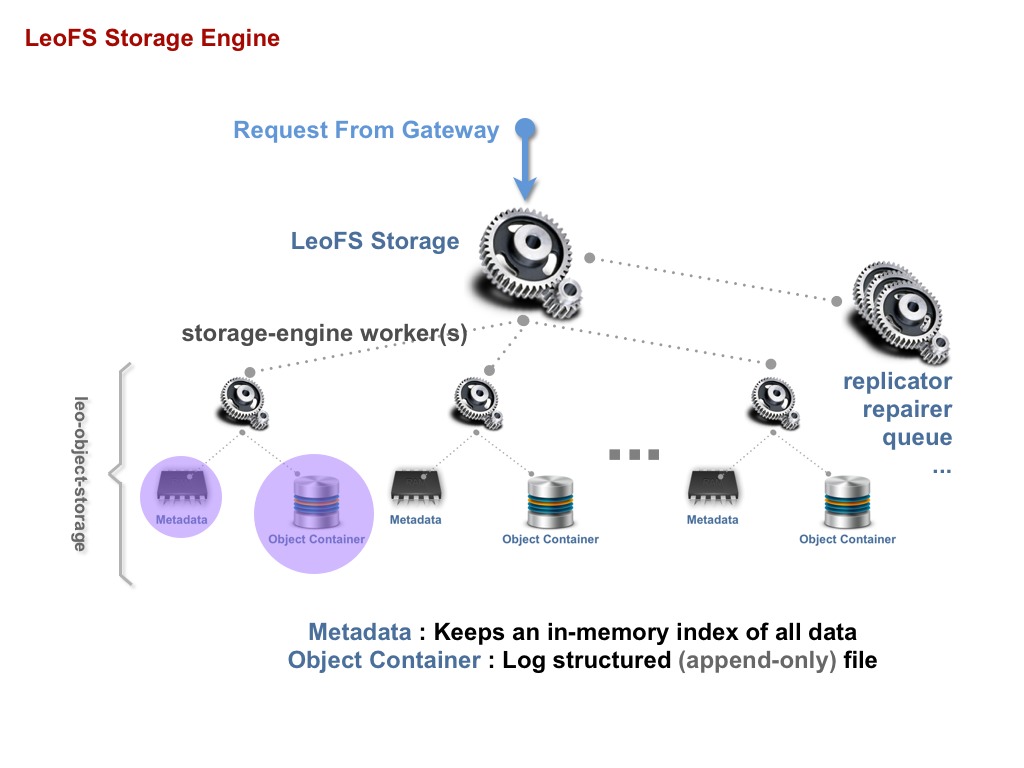 LeoFS Storage Engine
Request From Gateway
LeoFS Storage
storage-engine worker(s)
replicator
repairer
queue
...
leo-object-storage
Metadata
Object Container
Metadata
Object Container
Metadata
Object Container
Metadata : Keeps an in-memory index of all data
Object Container : Log structured (append-only) file